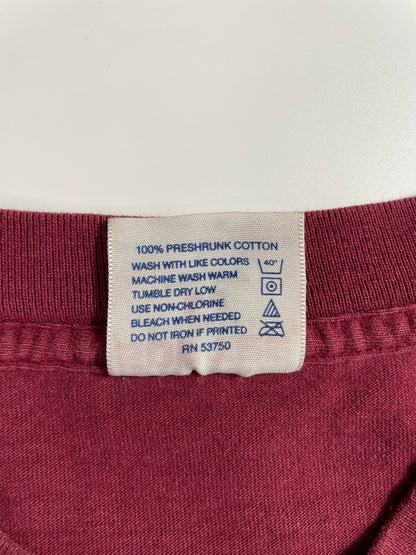 100% PRESHRUNK COTTON
WASH WITH LIKE COLORS 40°
MACHINE WASH WARM
TUMBLE DRY LOW
USE NON-CHLORINE
BLEACH WHEN NEEDED
DO NOT IRON IF PRINTED
RN 53750